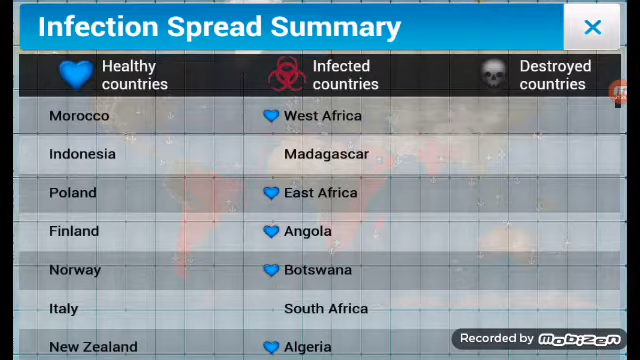 Infection Spread Summary
Healthy countries
Infected countries
Destroyed countries
Morocco
West Africa
Indonesia
Madagascar
Poland
East Africa
Finland
Angola
Norway
Botswana
Italy
South Africa
New Zealand
Algeria
Recorded by MOBIZEN